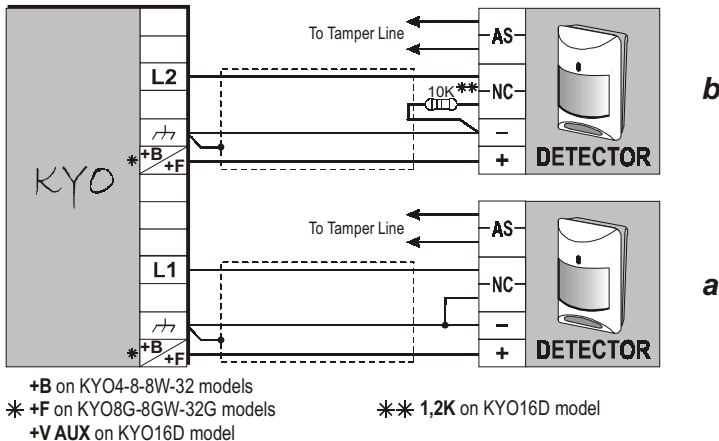 To Tamper Line
AS
L2
10K ** NC
–
* +B
+F
+
DETECTOR
b
KYO
To Tamper Line
AS
L1
NC
–
* +B
+F
+
DETECTOR
a
+B on KYO4-8-8W-32 models
* +F on KYO8G-8GW-32G models
** 1,2K on KYO16D model
+V AUX on KYO16D model